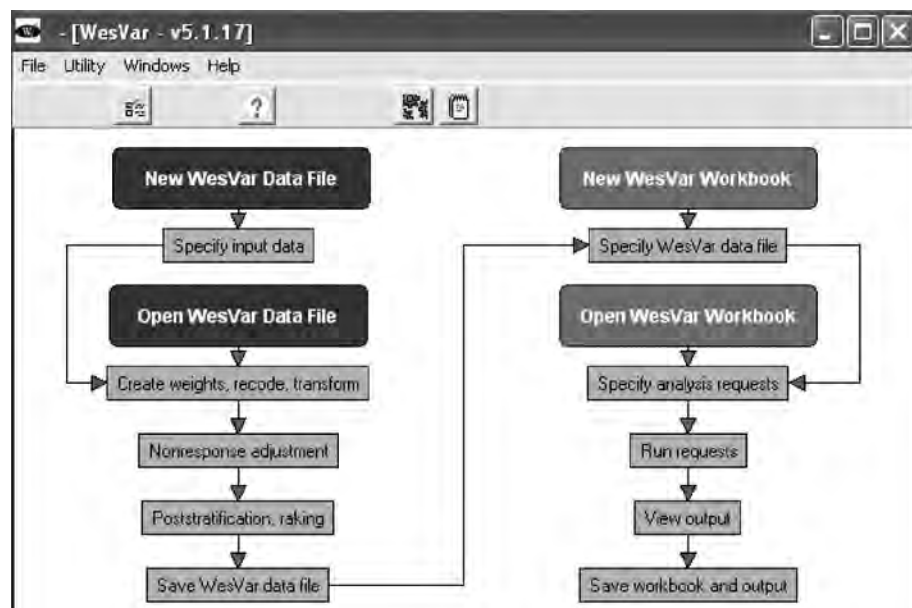 - [WesVar - v5.1.17]
File Utility Windows Help
New WesVar Data File
Specify input data
Open WesVar Data File
Create weights, recode, transform
Nonresponse adjustment
Poststratification, raking
Save WesVar data file
New WesVar Workbook
Specify WesVar data file
Open WesVar Workbook
Specify analysis requests
Run requests
View output
Save workbook and output